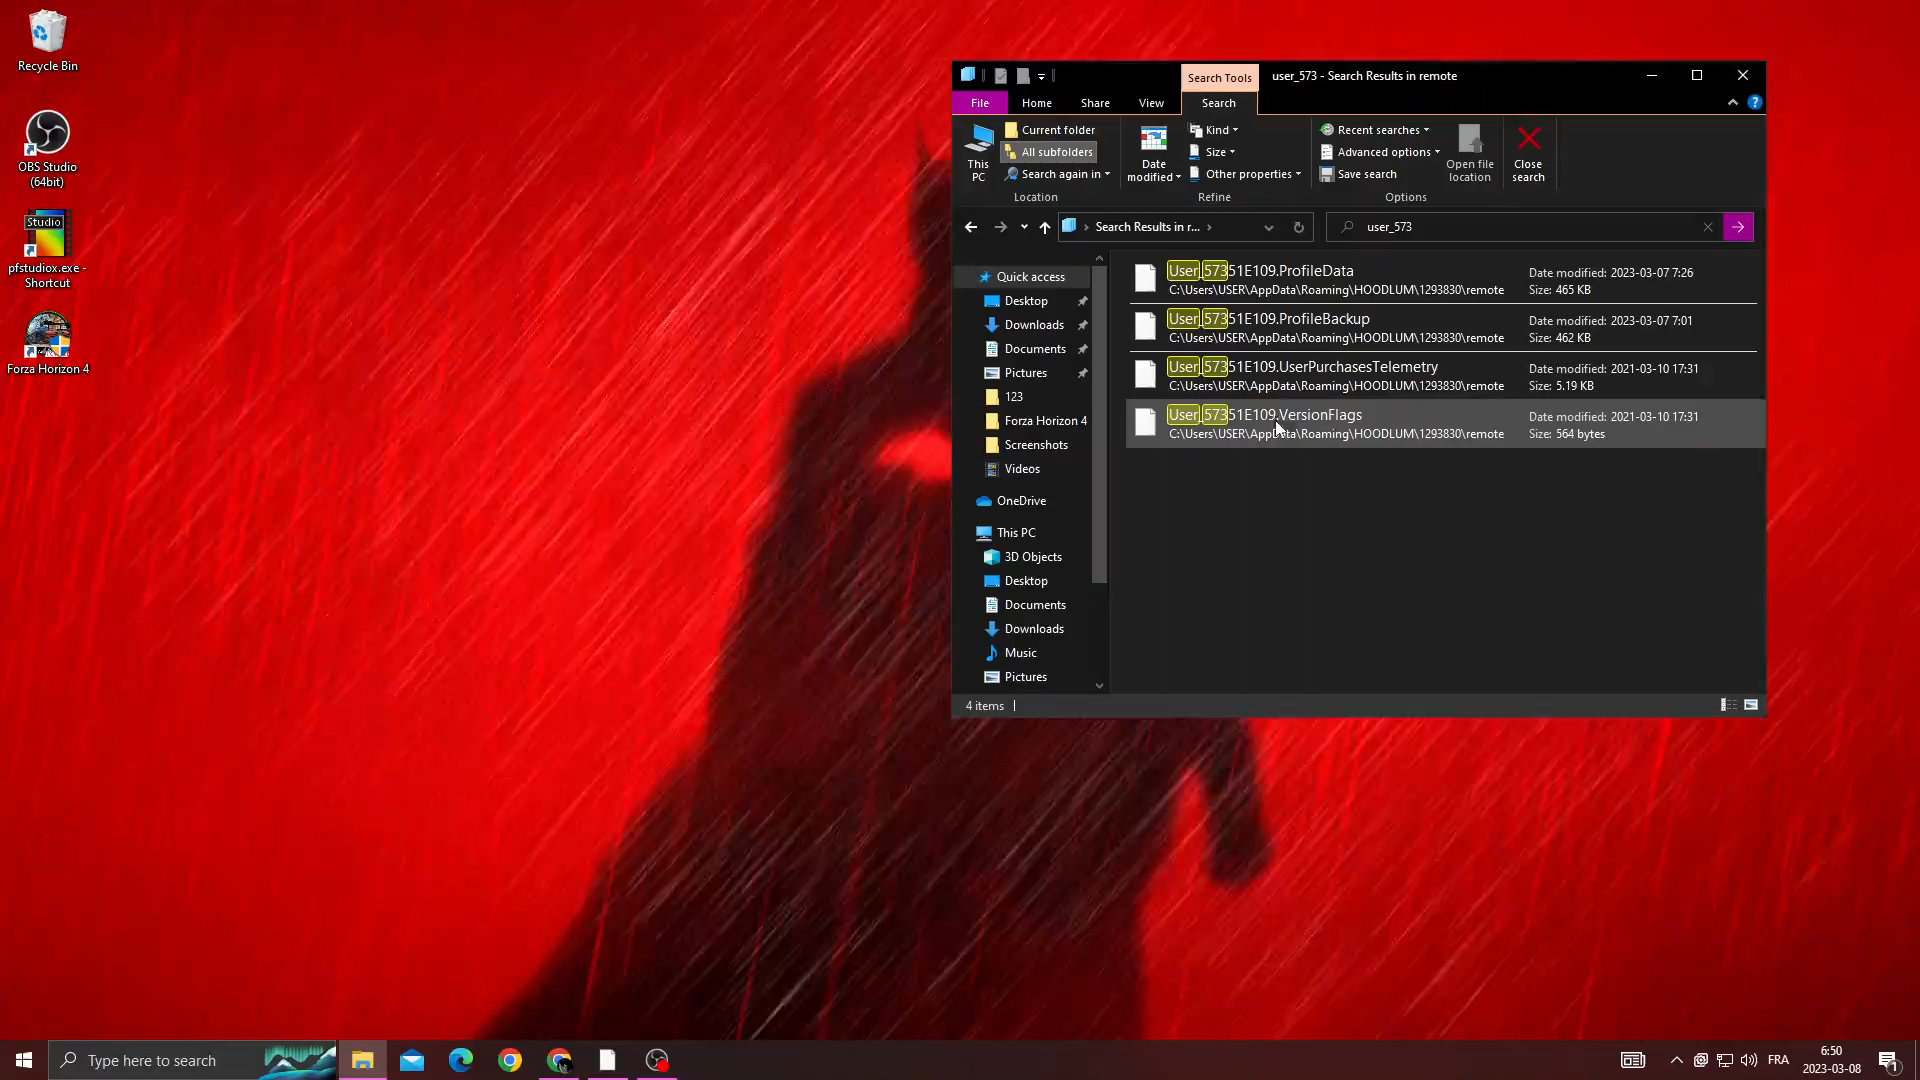 Recycle Bin
OBS Studio
(64bit)
Studio
pfstudiox.exe -
Shortcut
Forza Horizon 4
Search Tools
user_573 - Search Results in remote
File
Home
Share
View
Search
This
PC
Current folder
All subfolders
Search again in
Location
Date
modified
Kind
Size
Other properties
Refine
Recent searches
Advanced options
Save search
Open file
location
Options
Close
search
Search Results in r...
user_573
Quick access
Desktop
Downloads
Documents
Pictures
123
Forza Horizon 4
Screenshots
Videos
OneDrive
This PC
3D Objects
Desktop
Documents
Downloads
Music
Pictures
User_57351E109.ProfileData
C:\Users\USER\AppData\Roaming\HOODLUM\1293830\remote
Date modified: 2023-03-07 7:26
Size: 465 KB
User_57351E109.ProfileBackup
C:\Users\USER\AppData\Roaming\HOODLUM\1293830\remote
Date modified: 2023-03-07 7:01
Size: 462 KB
User_57351E109.UserPurchasesTelemetry
C:\Users\USER\AppData\Roaming\HOODLUM\1293830\remote
Date modified: 2021-03-10 17:31
Size: 5.19 KB
User_57351E109.VersionFlags
C:\Users\USER\AppData\Roaming\HOODLUM\1293830\remote
Date modified: 2021-03-10 17:31
Size: 564 bytes
4 items
Type here to search
FRA
6:50
2023-03-08
1